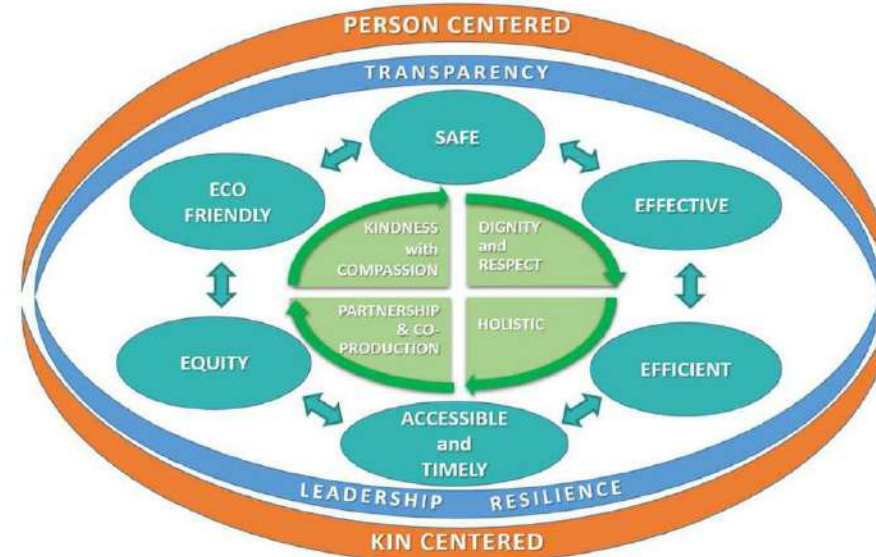 PERSON CENTERED
TRANSPARENCY
SAFE
ECO
FRIENDLY
EFFECTIVE
KINDNESS
with
COMPASSION
DIGNITY
and
RESPECT
PARTNERSHIP
& CO-
PRODUCTION
HOLISTIC
EQUITY
EFFICIENT
ACCESSIBLE
and
TIMELY
LEADERSHIP RESILIENCE
KIN CENTERED